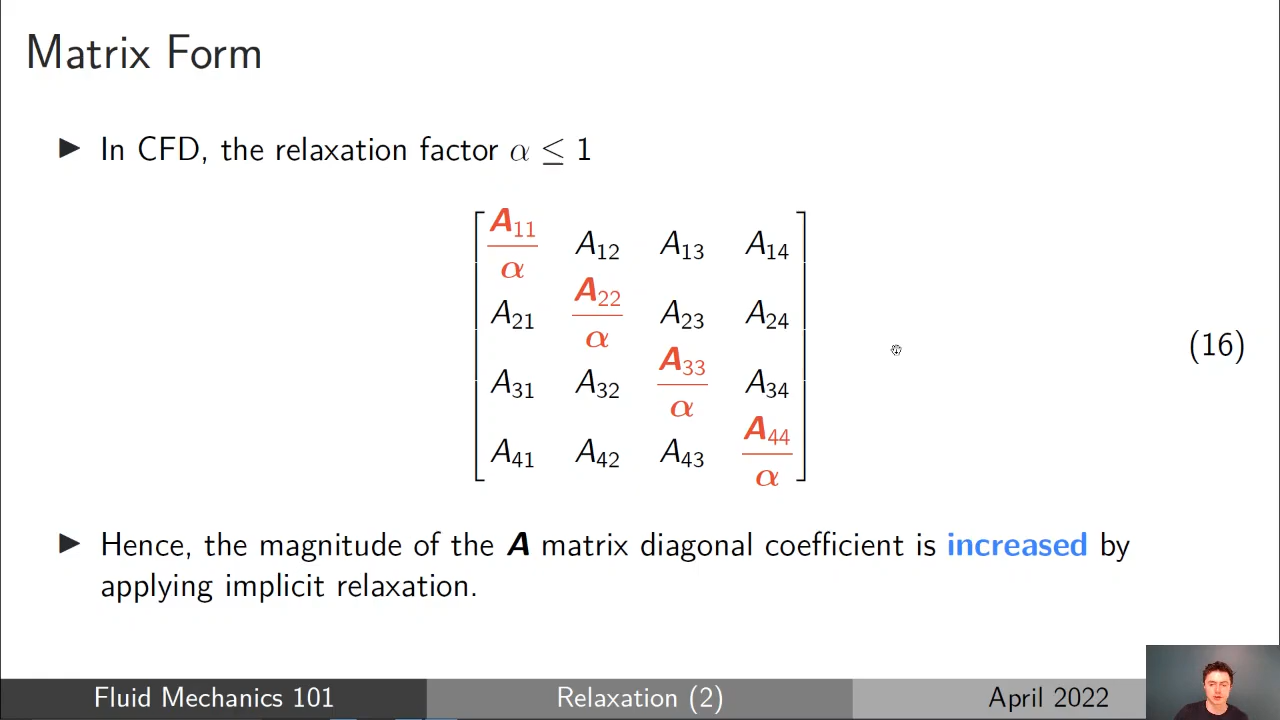 Matrix Form
▶ In CFD, the relaxation factor α ≤ 1
A11/α A12 A13 A14
A21 A22/α A23 A24
A31 A32 A33/α A34
A41 A42 A43 A44/α
(16)
▶ Hence, the magnitude of the A matrix diagonal coefficient is increased by
applying implicit relaxation.
Fluid Mechanics 101 Relaxation (2) April 2022